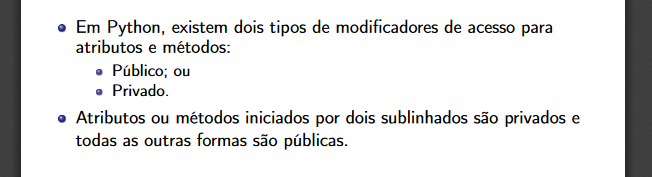 Em Python, existem dois tipos de modificadores de acesso para
atributos e métodos:
Público; ou
Privado.
Atributos ou métodos iniciados por dois sublinhados são privados e
todas as outras formas são públicas.